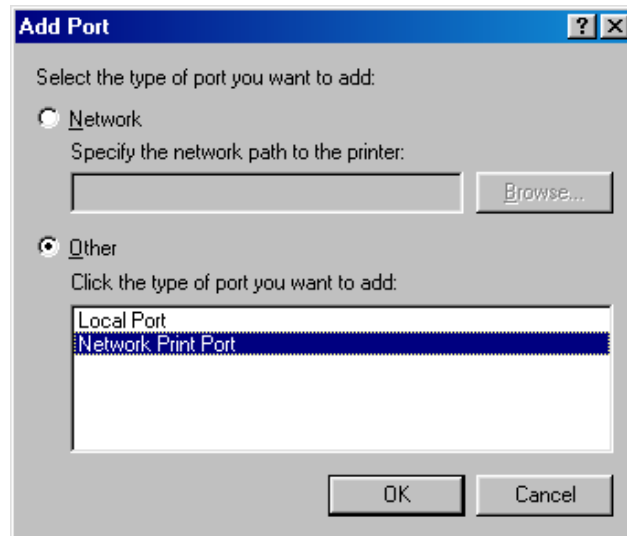 Add Port
Select the type of port you want to add:
Network
Specify the network path to the printer:
Browse...
Other
Click the type of port you want to add:
Local Port
Network Print Port
OK Cancel